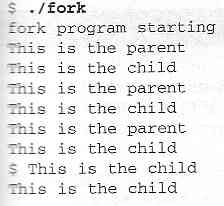 $ ./fork
fork program starting
This is the parent
This is the child
This is the parent
This is the child
This is the parent
This is the child
$ This is the child
This is the child